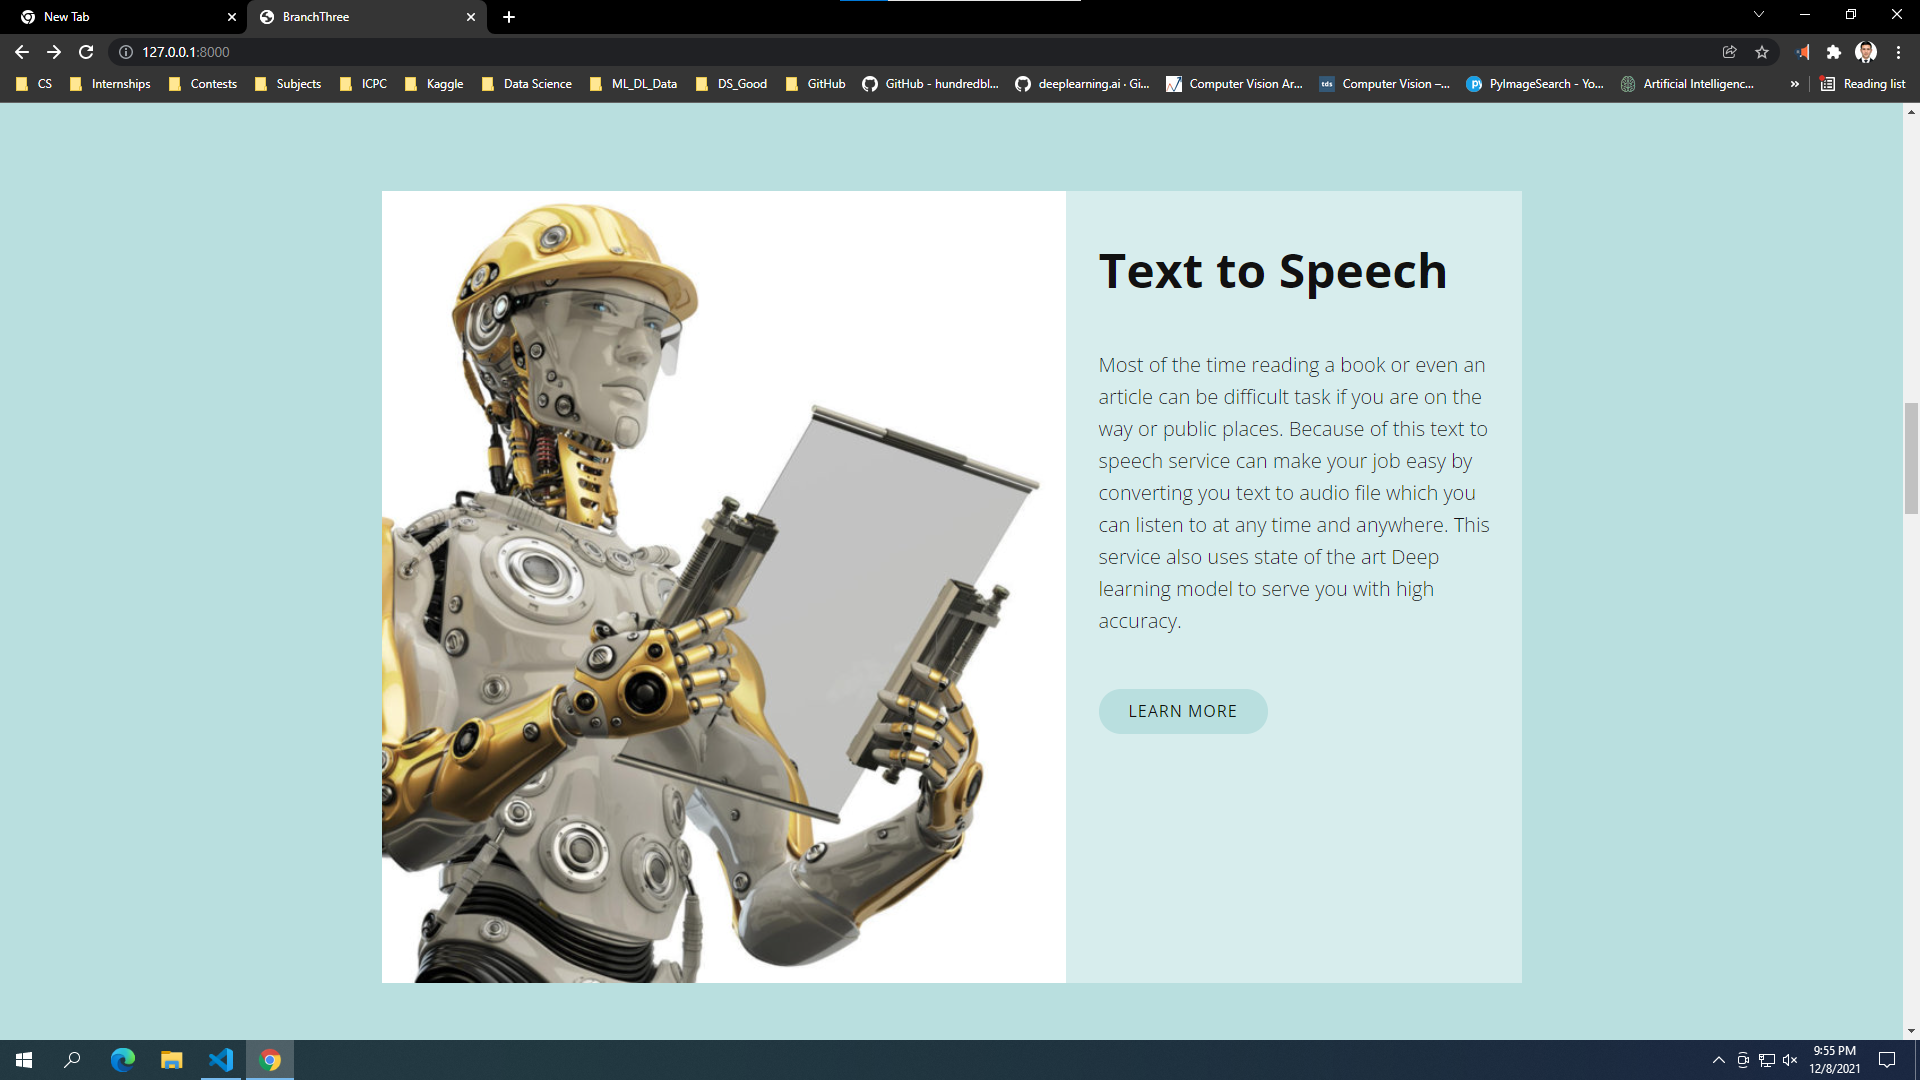 New Tab
BranchThree
127.0.0.1:8000
CS
Internships
Contests
Subjects
ICPC
Kaggle
Data Science
ML_DL_Data
DS_Good
GitHub
GitHub - hundredbl...
deeplearning.ai · Gi...
Computer Vision Ar...
tds
Computer Vision –...
PyImageSearch - Yo...
Artificial Intelligenc...
»
Reading list
Text to Speech
Most of the time reading a book or even an
article can be difficult task if you are on the
way or public places. Because of this text to
speech service can make your job easy by
converting you text to audio file which you
can listen to at any time and anywhere. This
service also uses state of the art Deep
learning model to serve you with high
accuracy.
LEARN MORE
9:55 PM
12/8/2021